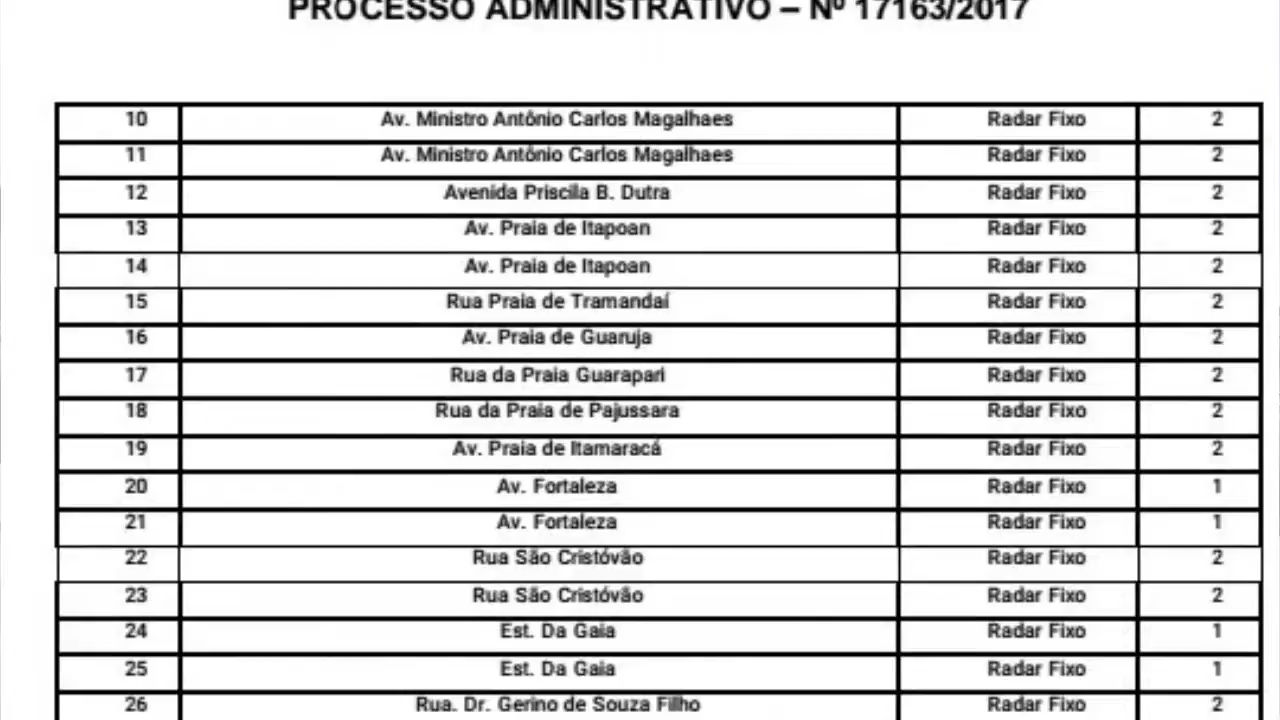 PROCESSO ADMINISTRATIVO – Nº 17163/2017
10 Av. Ministro Antônio Carlos Magalhaes Radar Fixo 2
11 Av. Ministro Antônio Carlos Magalhaes Radar Fixo 2
12 Avenida Priscila B. Dutra Radar Fixo 2
13 Av. Praia de Itapoan Radar Fixo 2
14 Av. Praia de Itapoan Radar Fixo 2
15 Rua Praia de Tramandaí Radar Fixo 2
16 Av. Praia de Guaruja Radar Fixo 2
17 Rua da Praia Guarapari Radar Fixo 2
18 Rua da Praia de Pajussara Radar Fixo 2
19 Av. Praia de Itamaracá Radar Fixo 2
20 Av. Fortaleza Radar Fixo 1
21 Av. Fortaleza Radar Fixo 1
22 Rua São Cristóvão Radar Fixo 2
23 Rua São Cristóvão Radar Fixo 2
24 Est. Da Gaia Radar Fixo 1
25 Est. Da Gaia Radar Fixo 1
26 Rua. Dr. Gerino de Souza Filho Radar Fixo 2